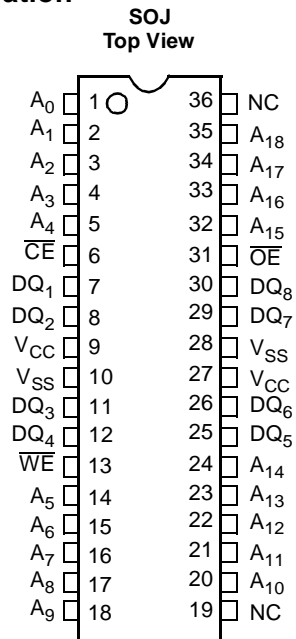 SOJ
Top View
A0 1 36 NC
A1 2 35 A18
A2 3 34 A17
A3 4 33 A16
A4 5 32 A15
C̅E̅ 6 31 O̅E̅
DQ1 7 30 DQ8
DQ2 8 29 DQ7
VCC 9 28 VSS
VSS 10 27 VCC
DQ3 11 26 DQ6
DQ4 12 25 DQ5
W̅E̅ 13 24 A14
A5 14 23 A13
A6 15 22 A12
A7 16 21 A11
A8 17 20 A10
A9 18 19 NC